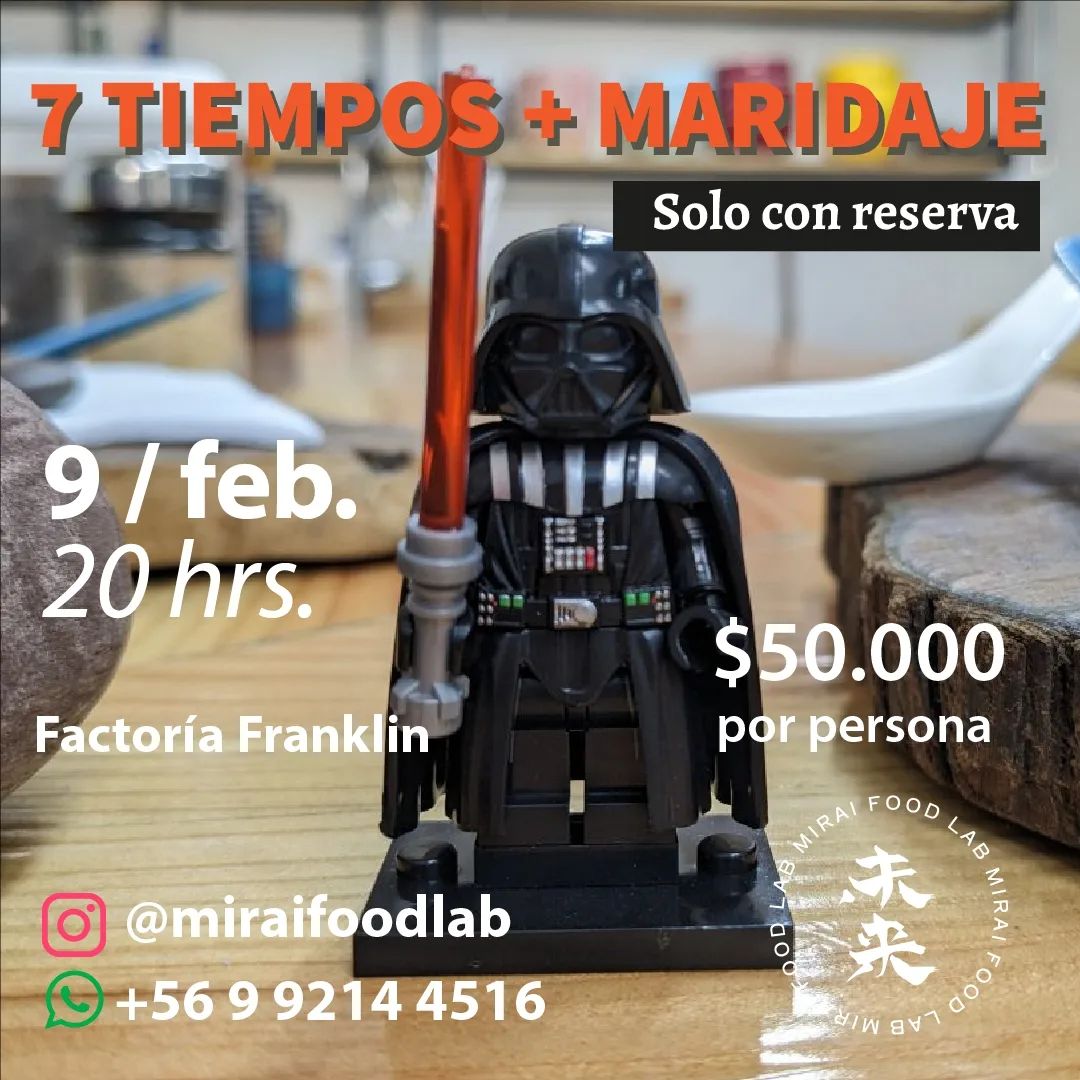 7 TIEMPOS + MARIDAJE
Solo con reserva
9 / feb.
20 hrs.
$50.000
por persona
Factoría Franklin
@miraifoodlab
+56 9 9214 4516
MIRAI FOOD LAB MIRAI FOOD LAB MIR
FOOD LAB
未来